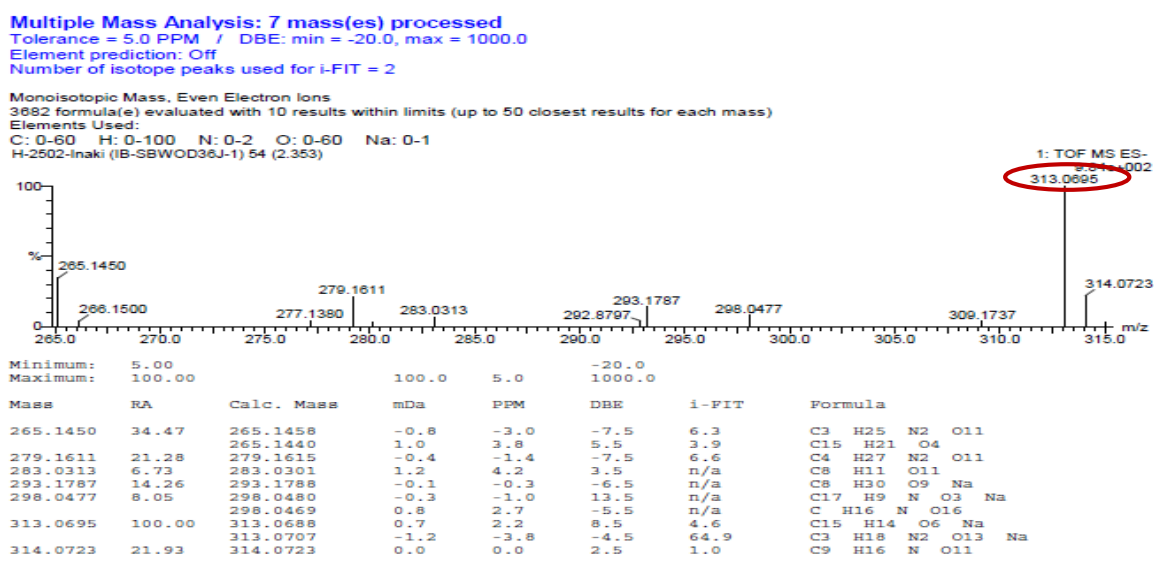 Multiple Mass Analysis: 7 mass(es) processed
Tolerance = 5.0 PPM / DBE: min = -20.0, max = 1000.0
Element prediction: Off
Number of isotope peaks used for i-FIT = 2
Monoisotopic Mass, Even Electron Ions
3682 formula(e) evaluated with 10 results within limits (up to 50 closest results for each mass)
Elements Used:
C: 0-60 H: 0-100 N: 0-2 O: 0-60 Na: 0-1
H-2502-Inaki (IB-SBWOD36J-1) 54 (2.353)
1: TOF MS ES-
002
313.0695
100
%
265.1450
314.0723
279.1611
293.1787
266.1500
277.1380
283.0313
292.8797
298.0477
309.1737
0
m/z
265.0 270.0 275.0 280.0 285.0 290.0 295.0 300.0 305.0 310.0 315.0
Minimum: 5.00 -20.0
Maximum: 100.00 100.0 5.0 1000.0
Mass RA Calc. Mass mDa PPM DBE i-FIT Formula
265.1450 34.47 265.1458 -0.8 -3.0 -7.5 6.3 C3 H25 N2 O11
265.1440 1.0 3.8 5.5 3.9 C15 H21 O4
279.1611 21.28 279.1615 -0.4 -1.4 -7.5 6.6 C4 H27 N2 O11
283.0313 6.73 283.0301 1.2 4.2 3.5 n/a C8 H11 O11
293.1787 14.26 293.1788 -0.1 -0.3 -6.5 n/a C8 H30 O9 Na
298.0477 8.05 298.0480 -0.3 -1.0 13.5 n/a C17 H9 N O3 Na
298.0469 0.8 2.7 -5.5 n/a C H16 N O16
313.0695 100.00 313.0688 0.7 2.2 8.5 4.6 C15 H14 O6 Na
313.0707 -1.2 -3.8 -4.5 64.9 C3 H18 N2 O13 Na
314.0723 21.93 314.0723 0.0 0.0 2.5 1.0 C9 H16 N O11